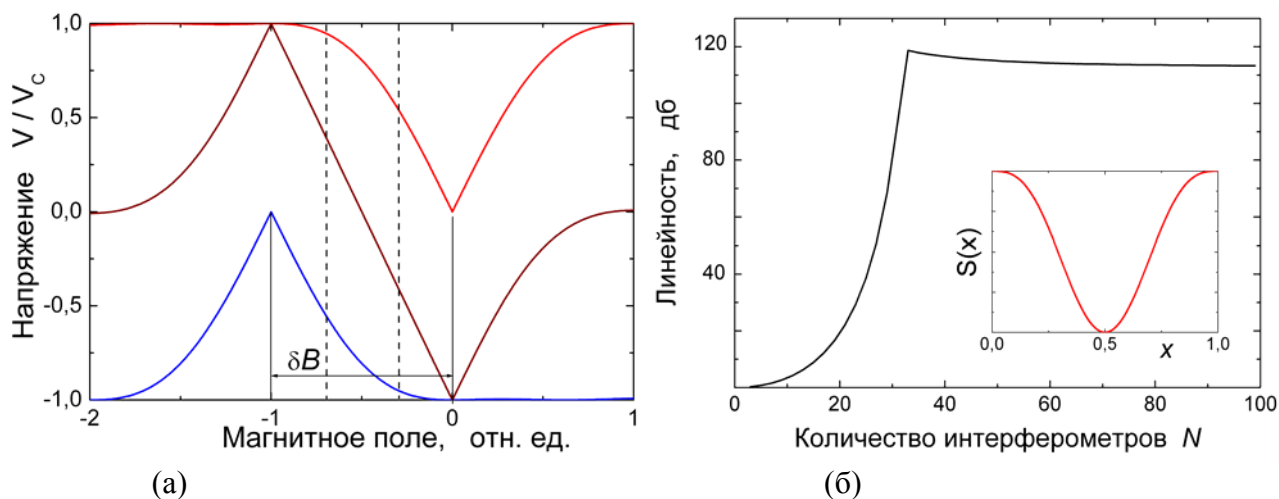 Напряжение V / V_C
1,0
0,5
0,0
-0,5
-1,0
δB
-2
-1
0
1
Магнитное поле, отн. ед.
(а)
Линейность, дб
120
80
40
S(x)
0,0
0,5
x
1,0
0
20
40
60
80
100
Количество интерферометров N
(б)